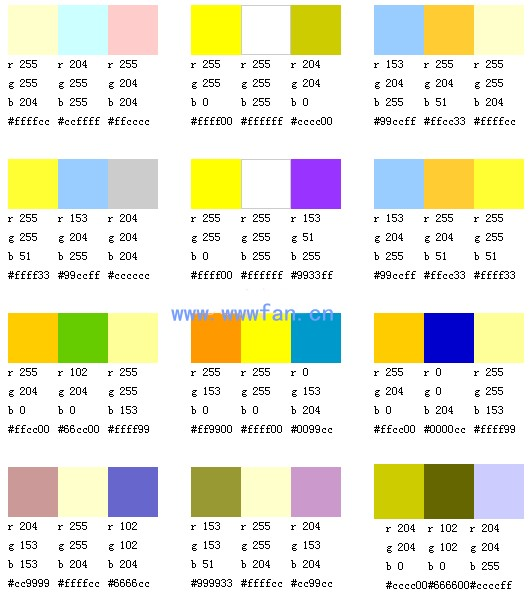 r 255 r 204 r 255 r 255 r 255 r 204 r 153 r 255 r 255
g 255 g 255 g 204 g 255 g 255 g 204 g 204 g 204 g 255
b 204 b 255 b 204 b 0 b 255 b 0 b 255 b 51 b 204
#ffffcc #ccffff #ffcccc #ffff00 #ffffff #cccc00 #99ccff #ffcc33 #ffffcc
r 255 r 153 r 204 r 255 r 255 r 153 r 153 r 255 r 255
g 255 g 204 g 204 g 255 g 255 g 51 g 204 g 204 g 255
b 51 b 255 b 204 b 0 b 255 b 255 b 255 b 51 b 51
#ffff33 #99ccff #cccccc #ffff00 #ffffff #9933ff #99ccff #ffcc33 #ffff33
www.wwwfan.cn
r 255 r 102 r 255 r 255 r 255 r 0 r 255 r 0 r 255
g 204 g 204 g 255 g 153 g 255 g 153 g 204 g 0 g 255
b 0 b 0 b 153 b 0 b 0 b 204 b 0 b 204 b 153
#ffcc00 #66cc00 #ffff99 #ff9900 #ffff00 #0099cc #ffcc00 #0000cc #ffff99
r 204 r 255 r 102 r 153 r 255 r 204 r 204 r 102 r 204
g 153 g 255 g 102 g 153 g 255 g 153 g 204 g 102 g 204
b 153 b 204 b 204 b 51 b 204 b 204 b 0 b 0 b 255
#cc9999 #ffffcc #6666cc #999933 #ffffcc #cc99cc #cccc00 #666600 #ccccff